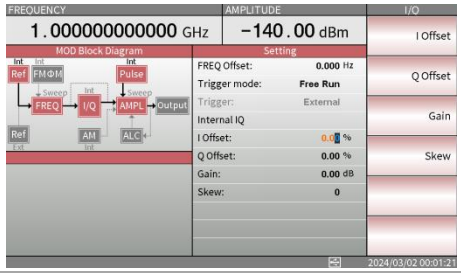 FREQUENCY
AMPLITUDE
I/Q
1.000000000000 GHz
-140.00 dBm
I Offset
MOD Block Diagram
Setting
Int Int Int
Ref FMΦM Pulse
Sweep Int Sweep
FREQ I/Q AMPL Output
Ref AM ALC
Ext Int
FREQ Offset: 0.000 Hz
Trigger mode: Free Run
Trigger: External
Internal IQ
I Offset: 0.00 %
Q Offset: 0.00 %
Gain: 0.00 dB
Skew: 0
Q Offset
Gain
Skew
2024/03/02 00:01:21